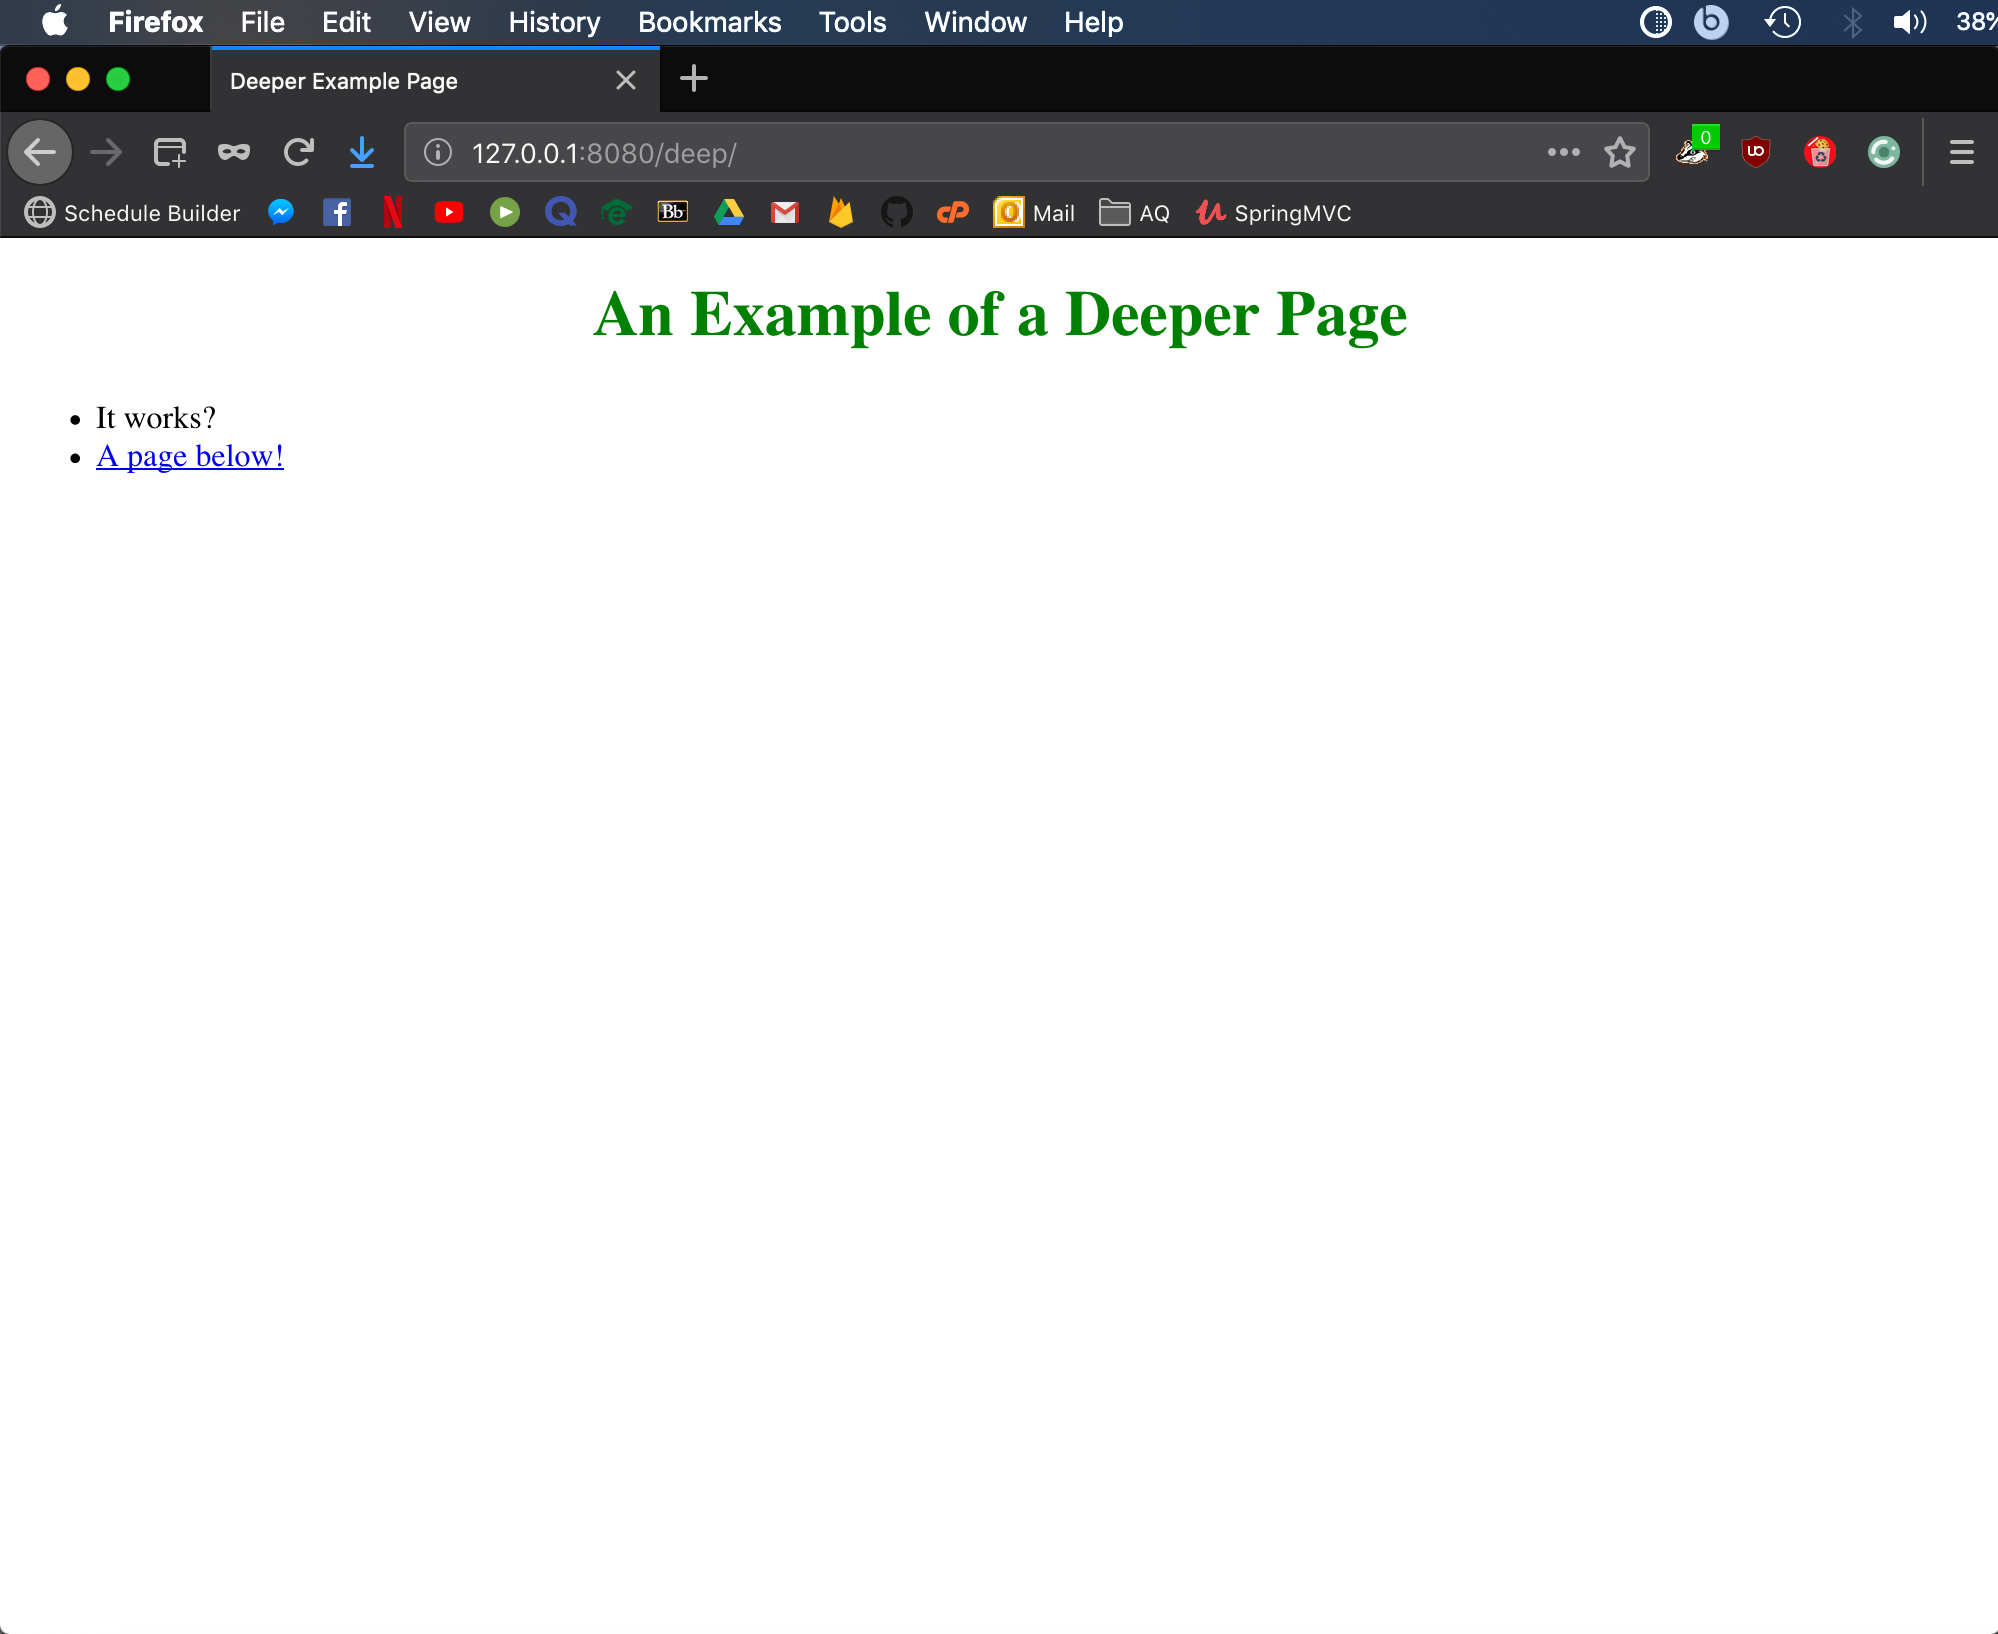 Firefox File Edit View History Bookmarks Tools Window Help 38%
Deeper Example Page
127.0.0.1:8080/deep/
0
UO
Schedule Builder Bb Mail AQ SpringMVC
An Example of a Deeper Page
• It works?
• A page below!